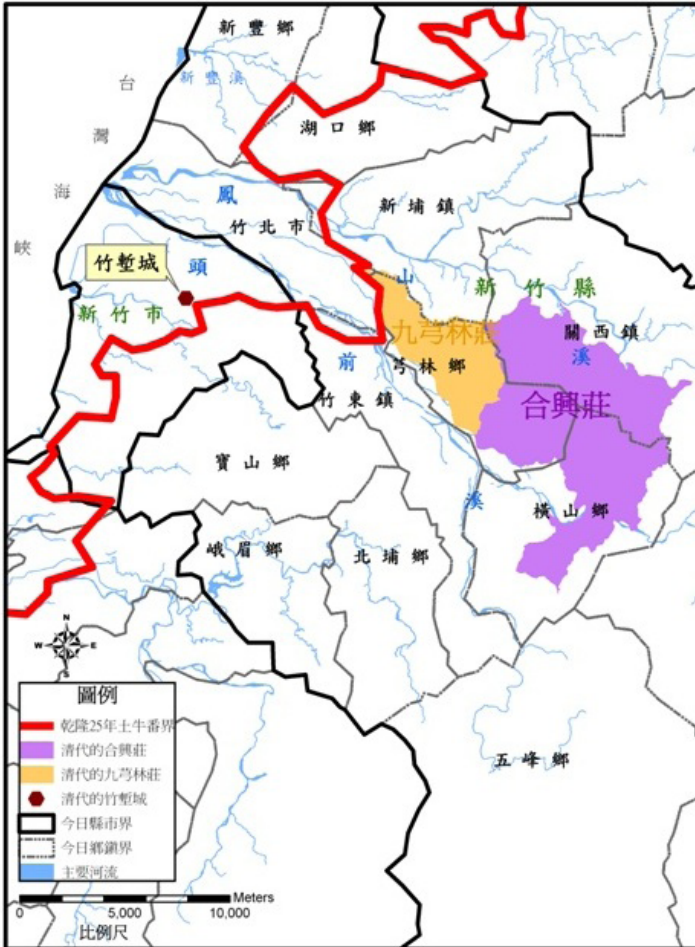 新豐鄉
新豐溪
台灣海峽
湖口鄉
鳳山溪
竹北市
新埔鎮
竹塹城
頭前溪
新竹市
新竹縣
九芎林莊
關西鎮
芎林鄉
竹東鎮
合興莊
寶山鄉
橫山鄉
峨眉鄉
北埔鄉
五峰鄉
N
W E
S
圖例
乾隆25年土牛番界
清代的合興莊
清代的九芎林莊
清代的竹塹城
今日縣市界
今日鄉鎮界
主要河流
Meters
0 5,000 10,000
比例尺